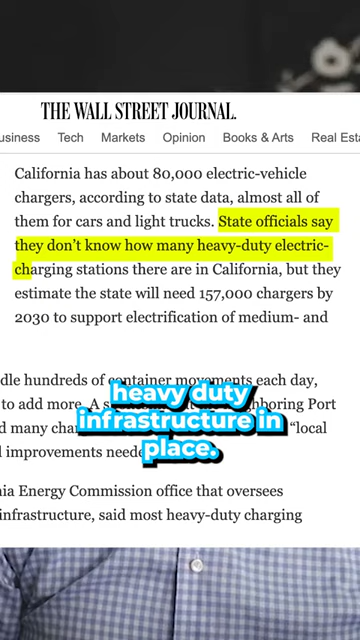 THE WALL STREET JOURNAL.
usiness Tech Markets Opinion Books & Arts Real Esta
California has about 80,000 electric-vehicle
chargers, according to state data, almost all of
them for cars and light trucks. State officials say
they don't know how many heavy-duty electric-
charging stations there are in California, but they
estimate the state will need 157,000 chargers by
2030 to support electrification of medium- and
dle hundreds of container movements each day,
to add more. A
boring Port
heavy duty
infrastructure in
place.
d many
"local
l improvements
nia Energy Commission office that oversees
infrastructure, said most heavy-duty charging